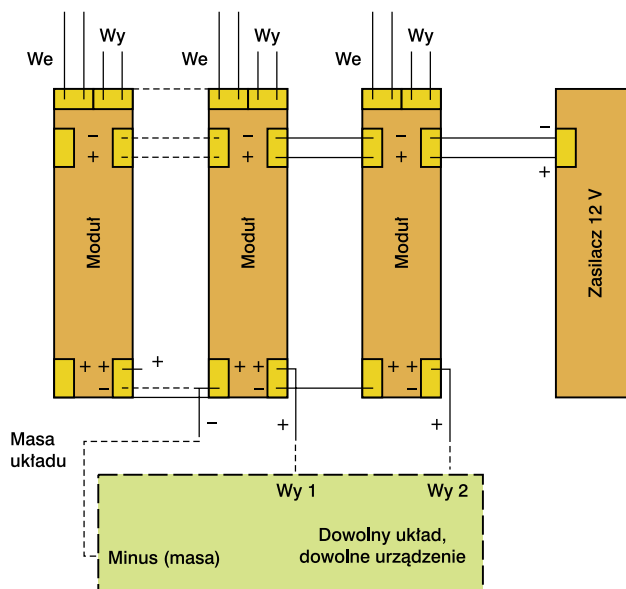 We Wy We Wy We Wy
− − − −
+ + + +
Moduł Moduł Moduł Zasilacz 12 V
+ + + + + + +
− − −
− + +
Masa
układu
Wy 1 Wy 2
Dowolny układ,
Minus (masa) dowolne urządzenie